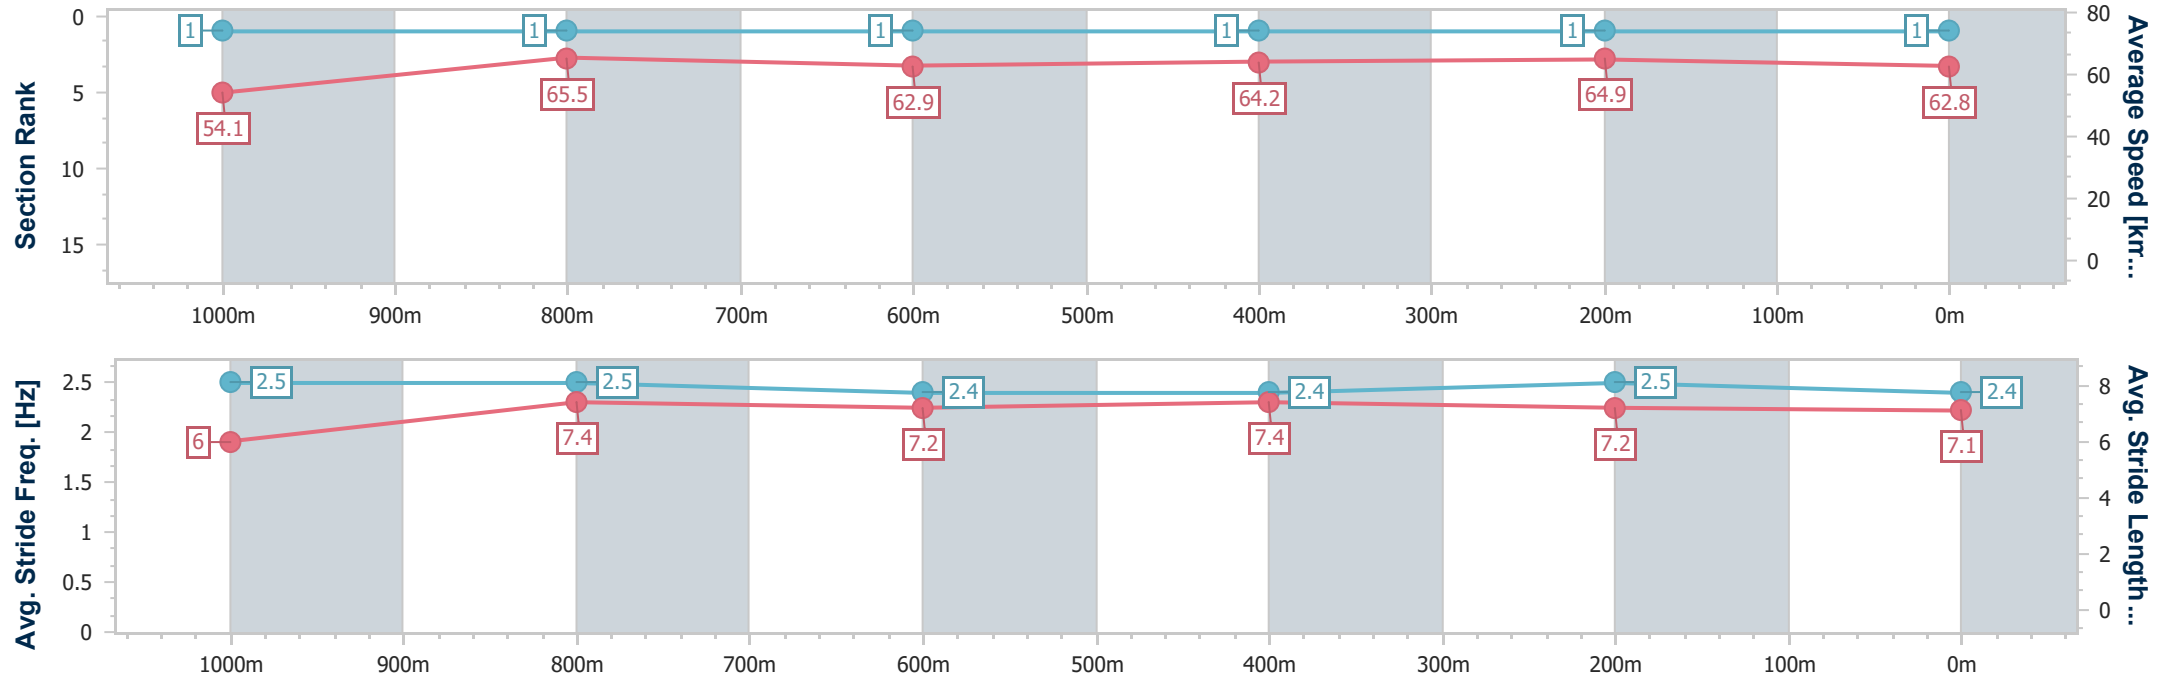 Section Rank
0
5
10
15
1
1
1
1
1
1
54.1
65.5
62.9
64.2
64.9
62.8
80
60
40
20
0
Average Speed [km...
1000m
900m
800m
700m
600m
500m
400m
300m
200m
100m
0m
Avg. Stride Freq. [Hz]
2.5
2
1.5
1
0.5
0
2.5
2.5
2.4
2.4
2.5
2.4
6
7.4
7.2
7.4
7.2
7.1
8
6
4
2
0
Avg. Stride Length...
1000m
900m
800m
700m
600m
500m
400m
300m
200m
100m
0m